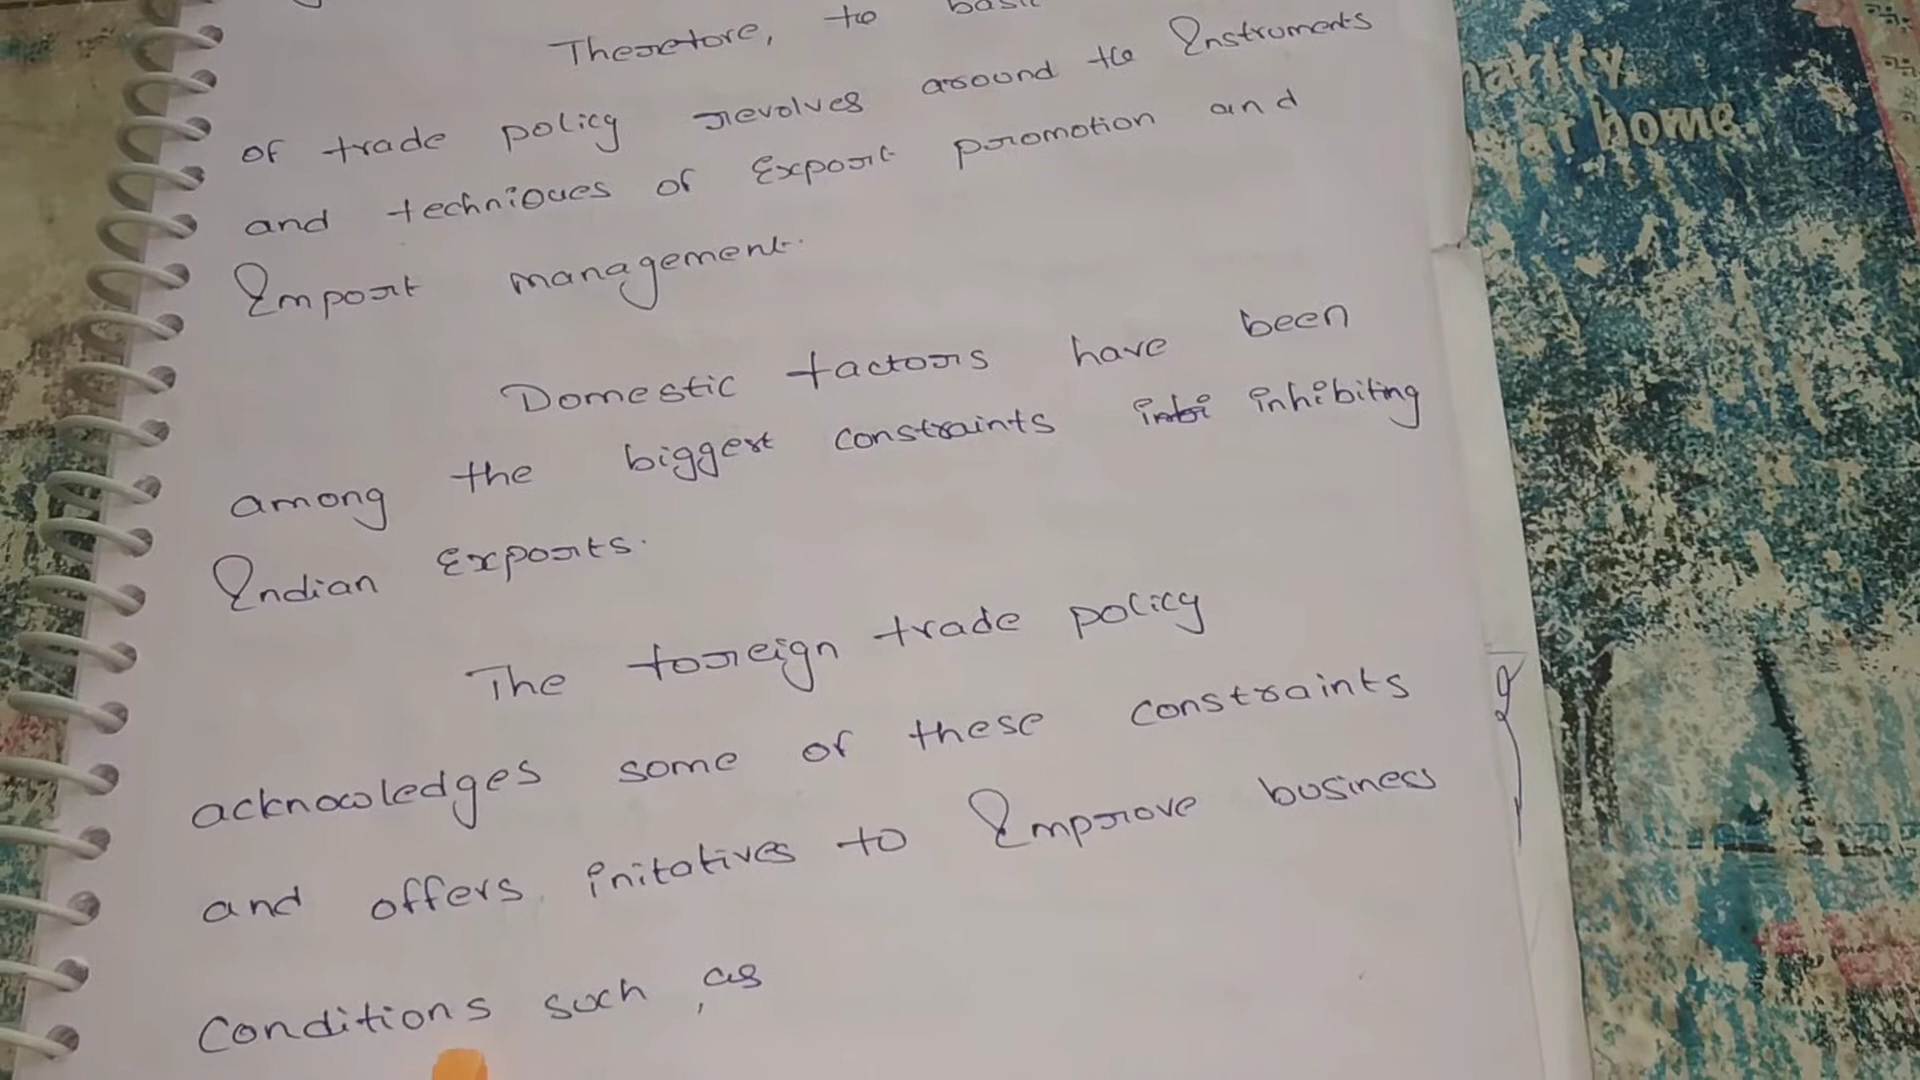 Therefore, to basic
of trade policy revolves around the Instruments
and techniques of Export promotion and
Import management.
Domestic factors have been
among the biggest constraints inhibiting
Indian Exports.
The foreign trade policy
acknowledges some of these constraints
and offers initatives to Improve business
Conditions such as
at home.